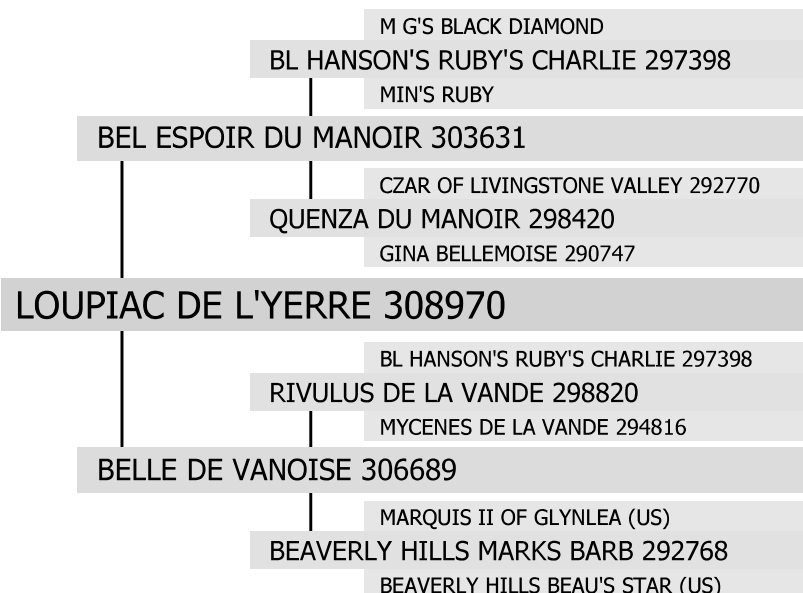 M G'S BLACK DIAMOND
BL HANSON'S RUBY'S CHARLIE 297398
MIN'S RUBY
BEL ESPOIR DU MANOIR 303631
CZAR OF LIVINGSTONE VALLEY 292770
QUENZA DU MANOIR 298420
GINA BELLEMOISE 290747
LOUPIAC DE L'YERRE 308970
BL HANSON'S RUBY'S CHARLIE 297398
RIVULUS DE LA VANDE 298820
MYCENES DE LA VANDE 294816
BELLE DE VANOISE 306689
MARQUIS II OF GLYNLEA (US)
BEAVERLY HILLS MARKS BARB 292768
BEAVERLY HILLS BEAU'S STAR (US)